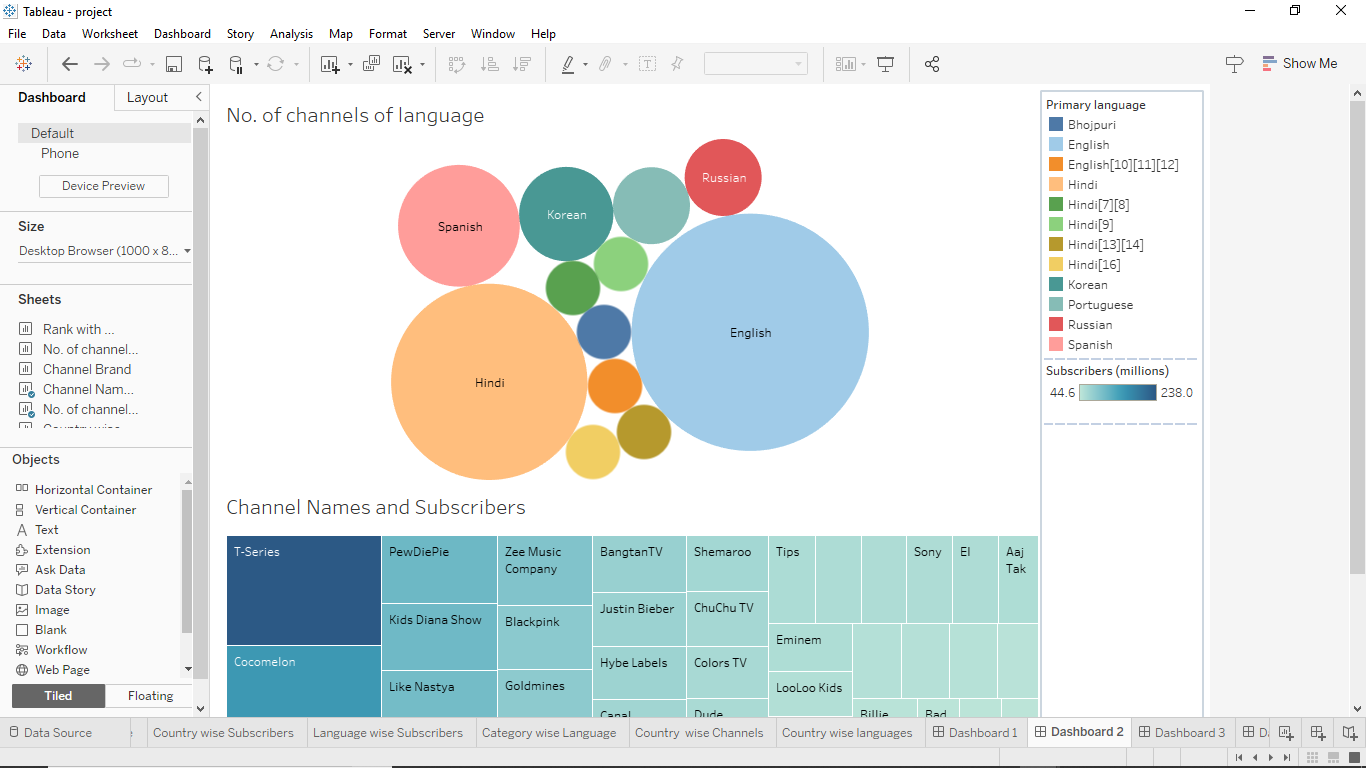 Tableau - project
File Data Worksheet Dashboard Story Analysis Map Format Server Window Help
Show Me
Dashboard Layout
Default
Phone
Device Preview
Size
Desktop Browser (1000 x 8...
Sheets
Rank with ...
No. of channel...
Channel Brand
Channel Nam...
No. of channel...
Objects
Horizontal Container
Vertical Container
Text
Extension
Ask Data
Data Story
Image
Blank
Workflow
Web Page
Tiled Floating
No. of channels of language
Russian
Korean
Spanish
English
Hindi
Primary language
Bhojpuri
English
English[10][11][12]
Hindi
Hindi[7][8]
Hindi[9]
Hindi[13][14]
Hindi[16]
Korean
Portuguese
Russian
Spanish
Subscribers (millions)
44.6 238.0
Channel Names and Subscribers
T-Series
Cocomelon
PewDiePie
Kids Diana Show
Like Nastya
Zee Music
Company
Blackpink
Goldmines
BangtanTV
Justin Bieber
Hybe Labels
Canal
Shemaroo
ChuChu TV
Colors TV
Dude
Tips
Sony
El
Aaj
Tak
Eminem
LooLoo Kids
Billie
Bad
Data Source
Country wise Subscribers
Language wise Subscribers
Category wise Language
Country wise Channels
Country wise languages
Dashboard 1
Dashboard 2
Dashboard 3